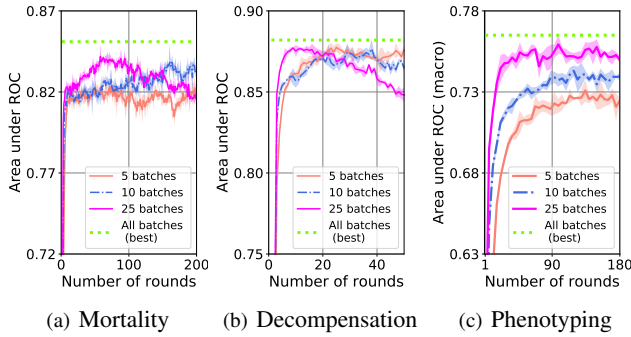 0.87
0.82
0.77
0.72
Area under ROC
0
100
200
Number of rounds
5 batches
10 batches
25 batches
All batches
(best)
(a) Mortality
0.90
0.85
0.80
0.75
Area under ROC
0
20
40
Number of rounds
5 batches
10 batches
25 batches
All batches
(best)
(b) Decompensation
0.78
0.73
0.68
0.63
Area under ROC (macro)
1
90
180
Number of rounds
5 batches
10 batches
25 batches
All batches
(best)
(c) Phenotyping